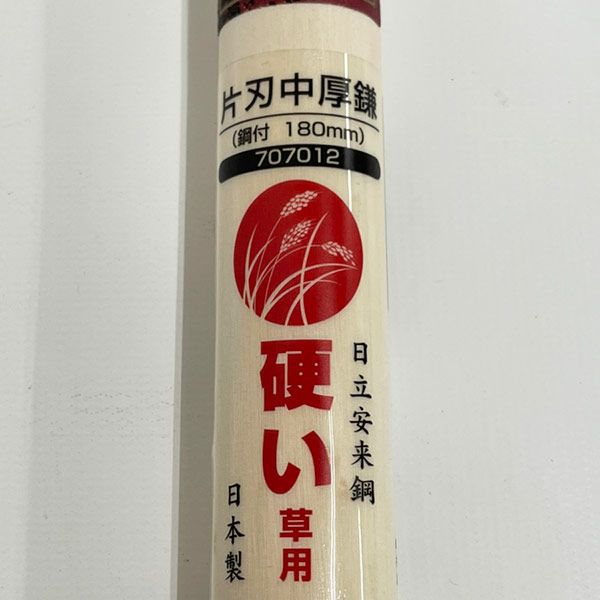 片刃中厚鎌
（鋼付 180mm）
707012
硬い
草用
日立安来鋼
日本製